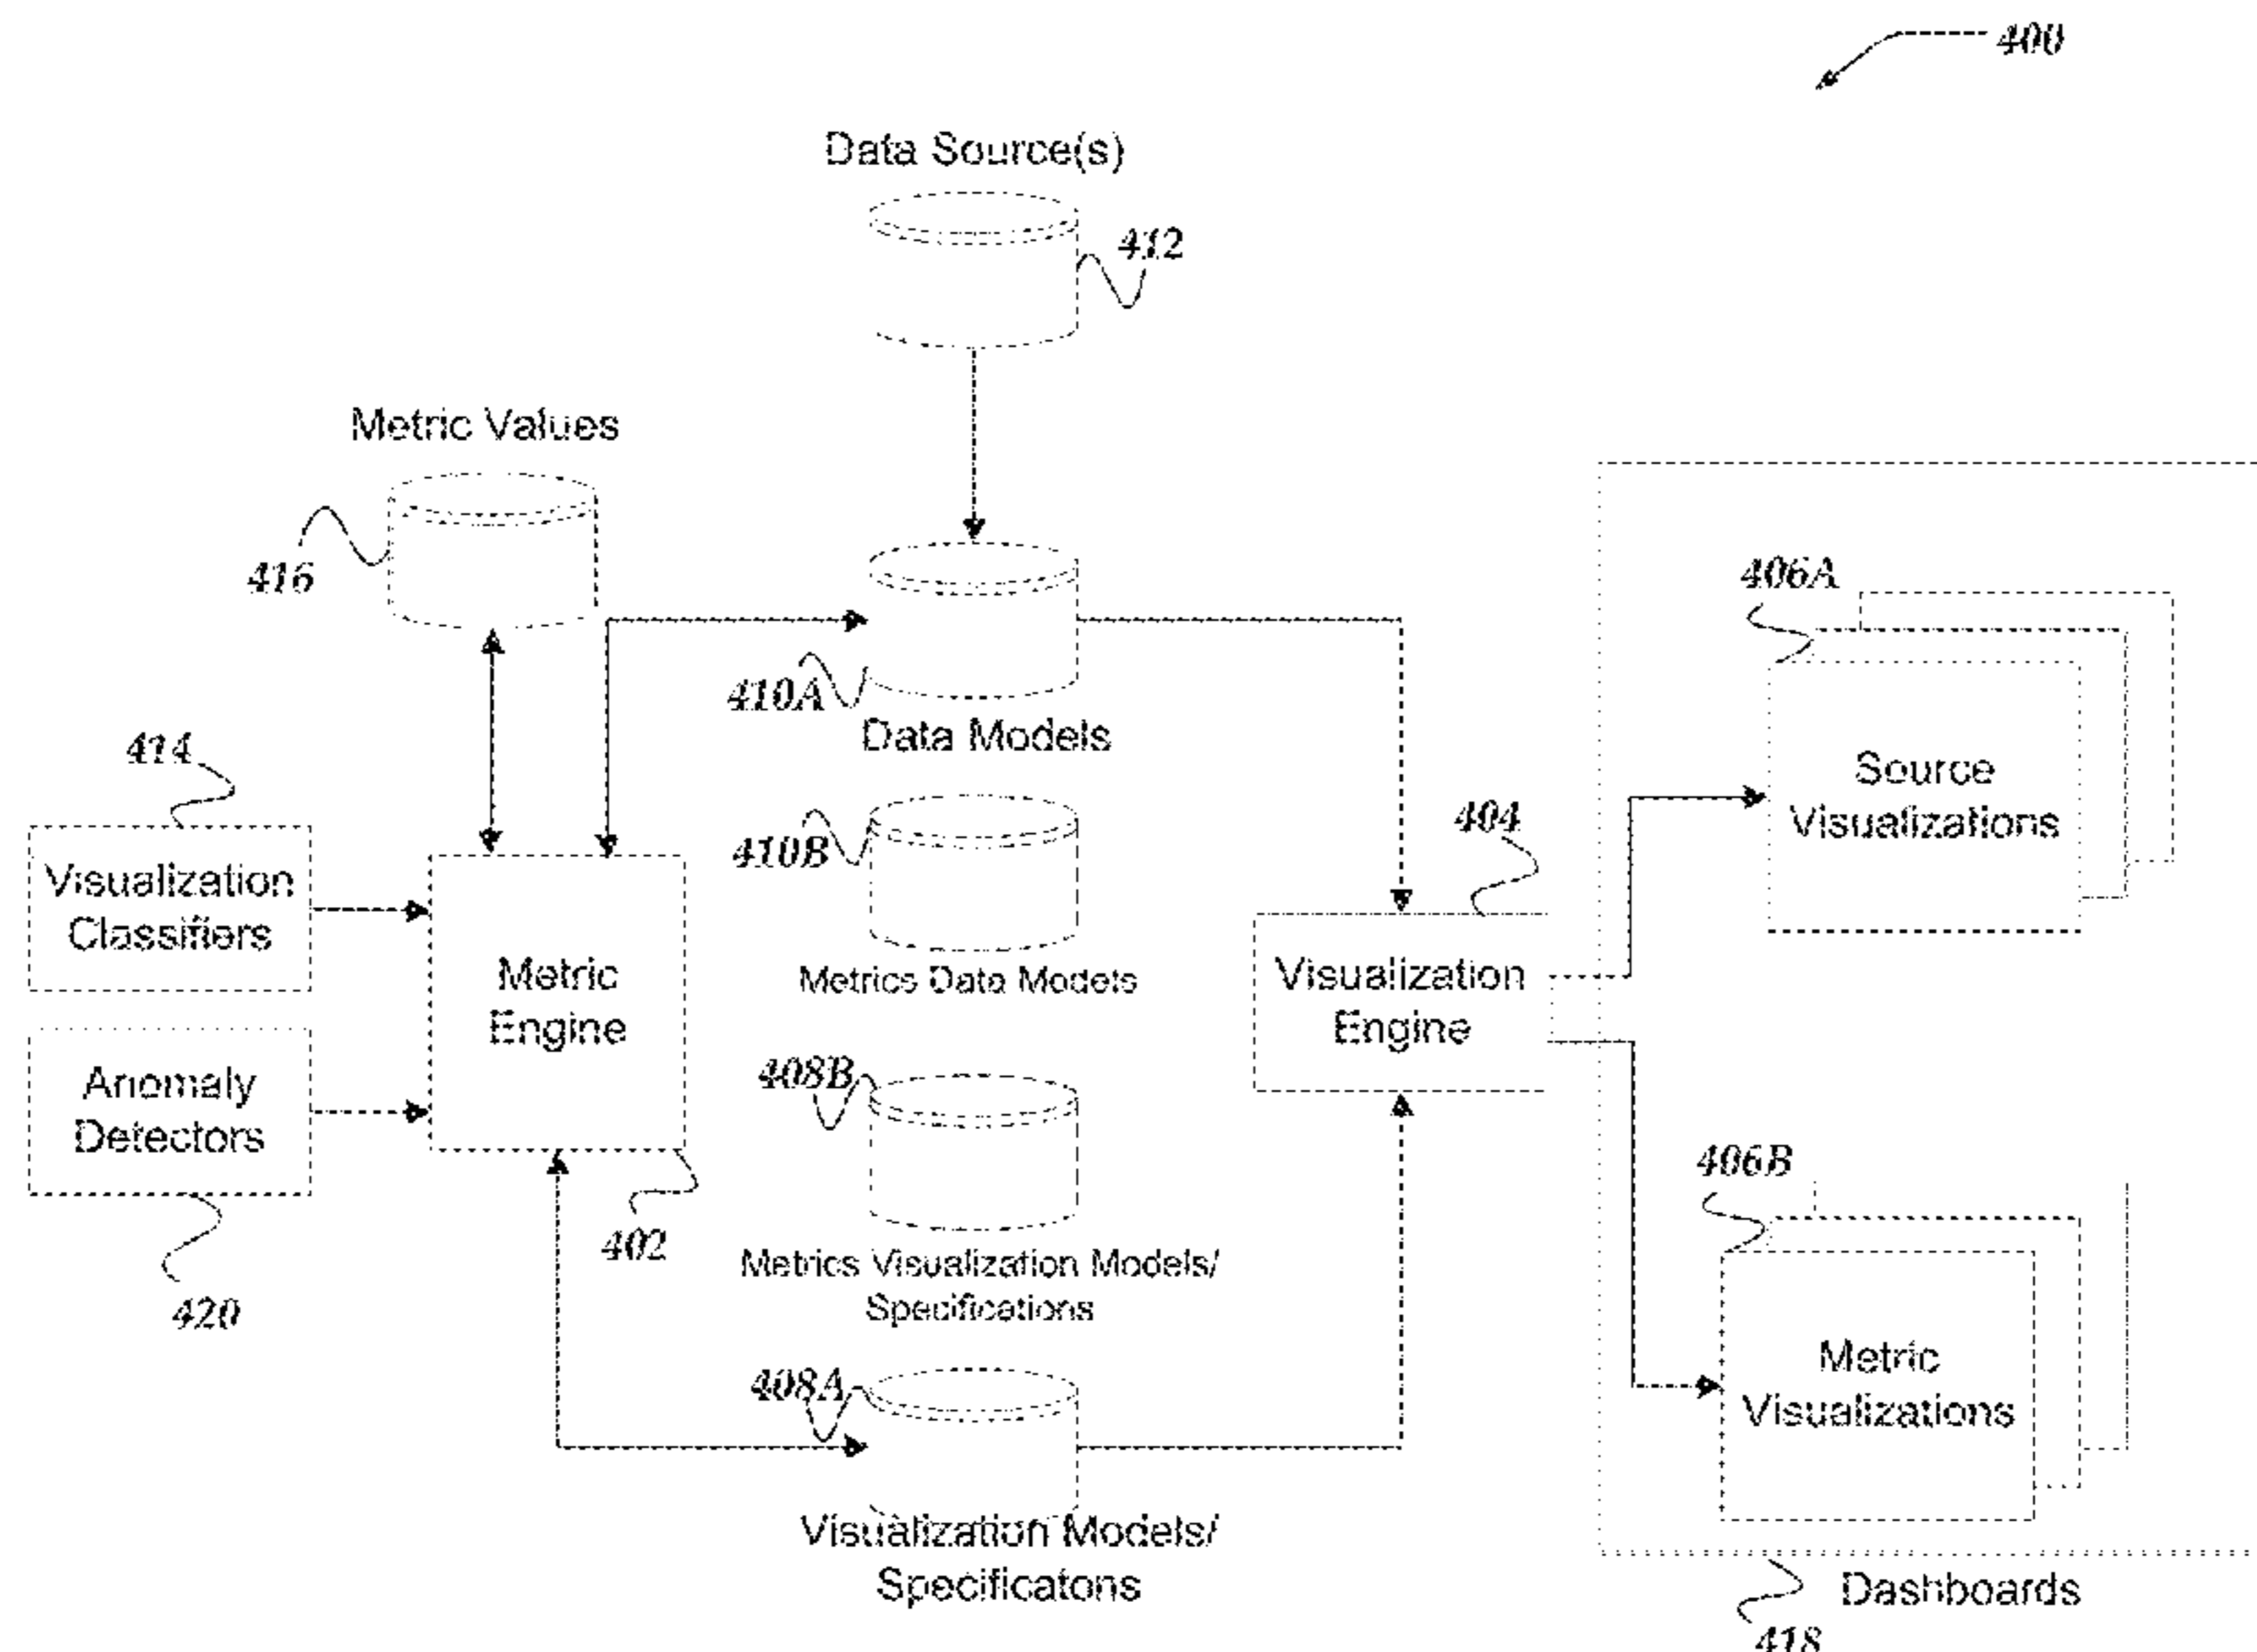 400
Data Source(s)
412
Metric Values
416
406A
410A
Data Models
414
Source
Visualizations
404
410B
Visualization
Classifiers
Metrics Data Models
Metric
Engine
Visualization
Engine
408B
Anomaly
Detectors
406B
402
Metrics Visualization Models/
Specifications
420
408A
Metric
Visualizations
Visualization Models/
Specificatons
Dashboards
418